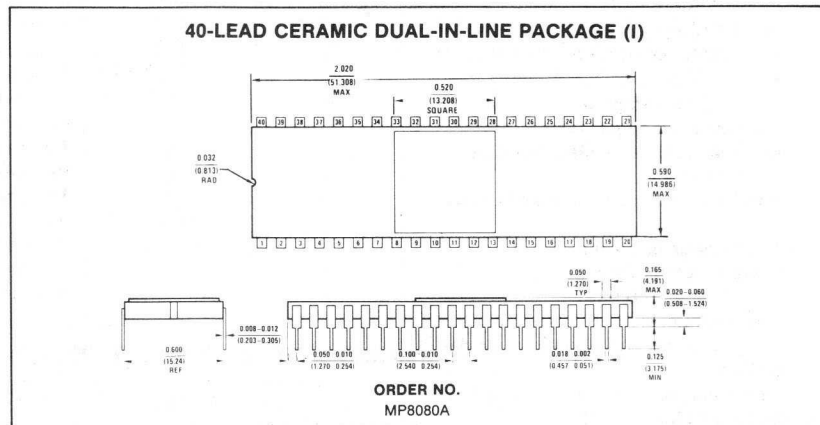 40-LEAD CERAMIC DUAL-IN-LINE PACKAGE (I)
2.020
(51.308)
MAX
0.520
(13.208)
SQUARE
40 39 38 37 36 35 34 33 32 31 30 29 28 27 26 25 24 23 22 21
0.032
(0.813)
RAD
0.590
(14.986)
MAX
1 2 3 4 5 6 7 8 9 10 11 12 13 14 15 16 17 18 19 20
0.050
(1.270)
TYP
0.165
(4.191)
MAX
0.020-0.060
(0.508-1.524)
0.008-0.012
(0.203-0.305)
0.600
(15.24)
REF
0.050 0.010
(1.270 0.254)
0.100 0.010
(2.540 0.254)
0.018 0.002
(0.457 0.051)
0.125
(3.175)
MIN
ORDER NO.
MP8080A